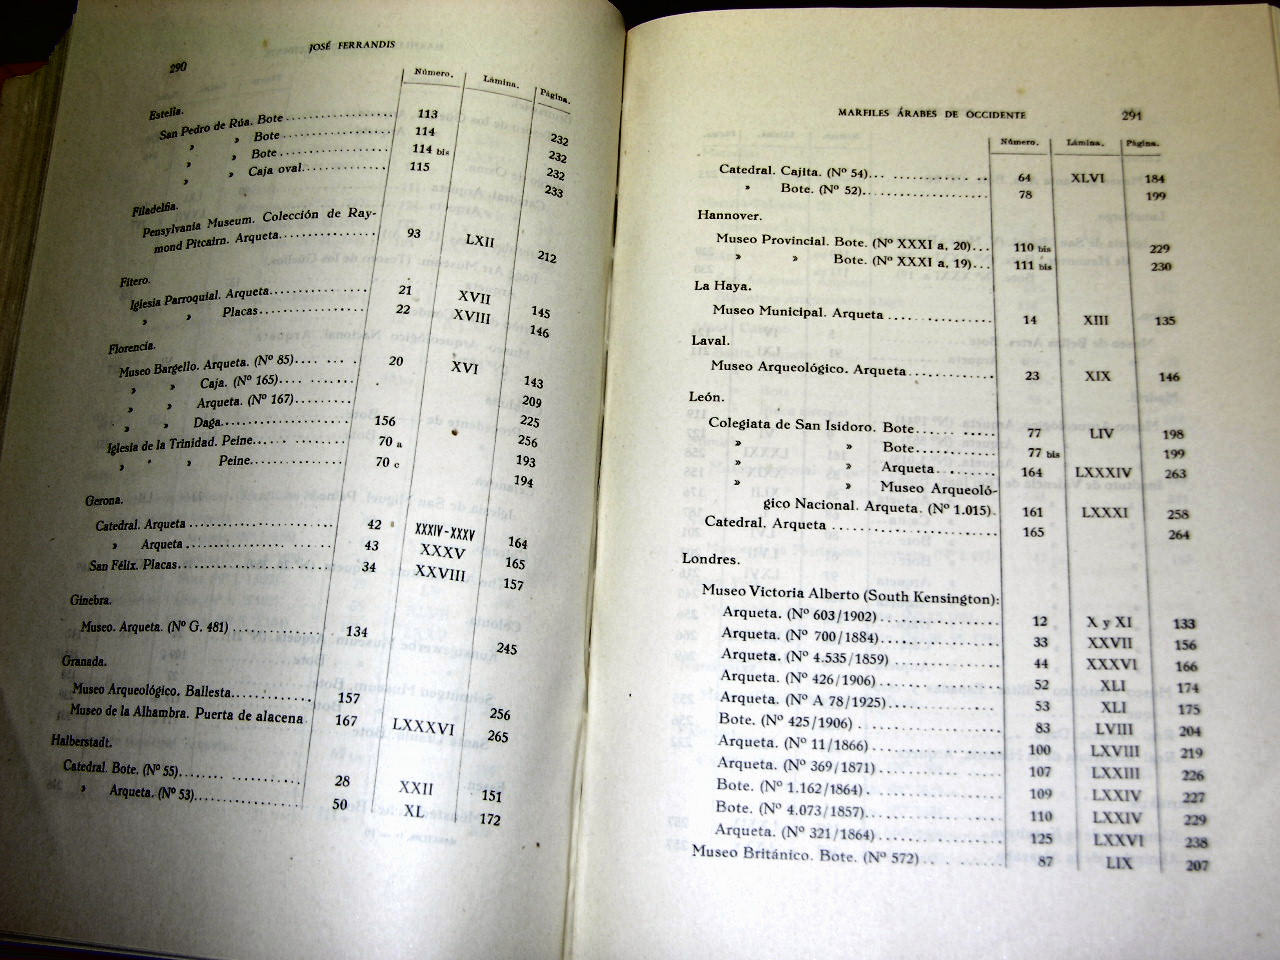 290 JOSÉ FERRANDIS
Número. Lámina. Página.
Estella.
San Pedro de Rúa. Bote 113 232
» » Bote 114 232
» » Bote 114 bis 232
» » Caja oval 115 233
Filadelfia.
Pensylvania Museum. Colección de Ray-
mond Pitcairn. Arqueta 93 LXII 212
Fitero.
Iglesia Parroquial. Arqueta 21 XVII 145
» » Placas 22 XVIII 146
Florencia.
Museo Bargello. Arqueta. (Nº 85) 20 XVI 143
» » Caja. (Nº 165) 209
» » Arqueta. (Nº 167) 225
» » Daga 156 256
Iglesia de la Trinidad. Peine 70 a 193
» » » Peine 70 c 194
Gerona.
Catedral. Arqueta 42 XXXIV-XXXV 164
» Arqueta 43 XXXV 165
San Félix. Placas 34 XXVIII 157
Ginebra.
Museo. Arqueta. (Nº G. 481) 134 245
Granada.
Museo Arqueológico. Ballesta 157 256
Museo de la Alhambra. Puerta de alacena 167 LXXXVI 265
Halberstadt.
Catedral. Bote. (Nº 55) 28 XXII 151
» Arqueta. (Nº 53) 50 XL 172
MARFILES ÁRABES DE OCCIDENTE 291
Número. Lámina. Página.
Catedral. Cajita. (Nº 54) 64 XLVI 184
» Bote. (Nº 52) 78 199
Hannover.
Museo Provincial. Bote. (Nº XXXI a, 20) 110 bis 229
» » Bote. (Nº XXXI a, 19) 111 bis 230
La Haya.
Museo Municipal. Arqueta 14 XIII 135
Laval.
Museo Arqueológico. Arqueta 23 XIX 146
León.
Colegiata de San Isidoro. Bote 77 LIV 198
» » Bote 77 bis 199
» » Arqueta 164 LXXXIV 263
» » Museo Arqueoló-
gico Nacional. Arqueta. (Nº 1.015) 161 LXXXI 258
Catedral. Arqueta 165 264
Londres.
Museo Victoria Alberto (South Kensington):
Arqueta. (Nº 603/1902) 12 X y XI 133
Arqueta. (Nº 700/1884) 33 XXVII 156
Arqueta. (Nº 4.535/1859) 44 XXXVI 166
Arqueta. (Nº 426/1906) 52 XLI 174
Arqueta. (Nº A 78/1925) 53 XLI 175
Bote. (Nº 425/1906) 83 LVIII 204
Arqueta. (Nº 11/1866) 100 LXVIII 219
Arqueta. (Nº 369/1871) 107 LXXIII 226
Bote. (Nº 1.162/1864) 109 LXXIV 227
Bote. (Nº 4.073/1857) 110 LXXIV 229
Arqueta. (Nº 321/1864) 125 LXXVI 238
Museo Británico. Bote. (Nº 572) 87 LIX 207